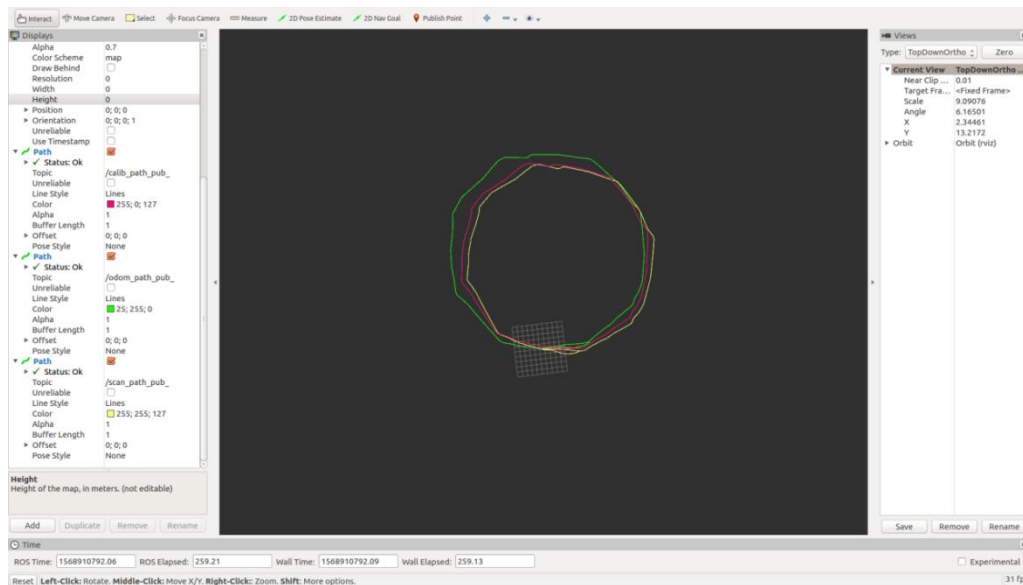 Interact Move Camera Select Focus Camera Measure 2D Pose Estimate 2D Nav Goal Publish Point
Displays
Alpha 0.7
Color Scheme map
Draw Behind
Resolution 0
Width 0
Height 0
Position 0; 0; 0
Orientation 0; 0; 0; 1
Unreliable
Use Timestamp
Path
Status: Ok
Topic /calib_path_pub_
Unreliable
Line Style Lines
Color 255; 0; 127
Alpha 1
Buffer Length 1
Offset 0; 0; 0
Pose Style None
Path
Status: Ok
Topic /odom_path_pub_
Unreliable
Line Style Lines
Color 25; 255; 0
Alpha 1
Buffer Length 1
Offset 0; 0; 0
Pose Style None
Path
Status: Ok
Topic /scan_path_pub_
Unreliable
Line Style Lines
Color 255; 255; 127
Alpha 1
Buffer Length 1
Offset 0; 0; 0
Pose Style None
Height
Height of the map, in meters. (not editable)
Add Duplicate Remove Rename
Views
Type: TopDownOrtho Zero
Current View TopDownOrtho ...
Near Clip ... 0.01
Target Fra... <Fixed Frame>
Scale 9.09076
Angle 6.16501
X 2.34461
Y 13.2172
Orbit Orbit (rviz)
Save Remove Rename
Time
ROS Time: 1568910792.06 ROS Elapsed: 259.21 Wall Time: 1568910792.09 Wall Elapsed: 259.13 Experimental
Reset Left-Click: Rotate. Middle-Click: Move X/Y. Right-Click:: Zoom. Shift: More options. 31 fp